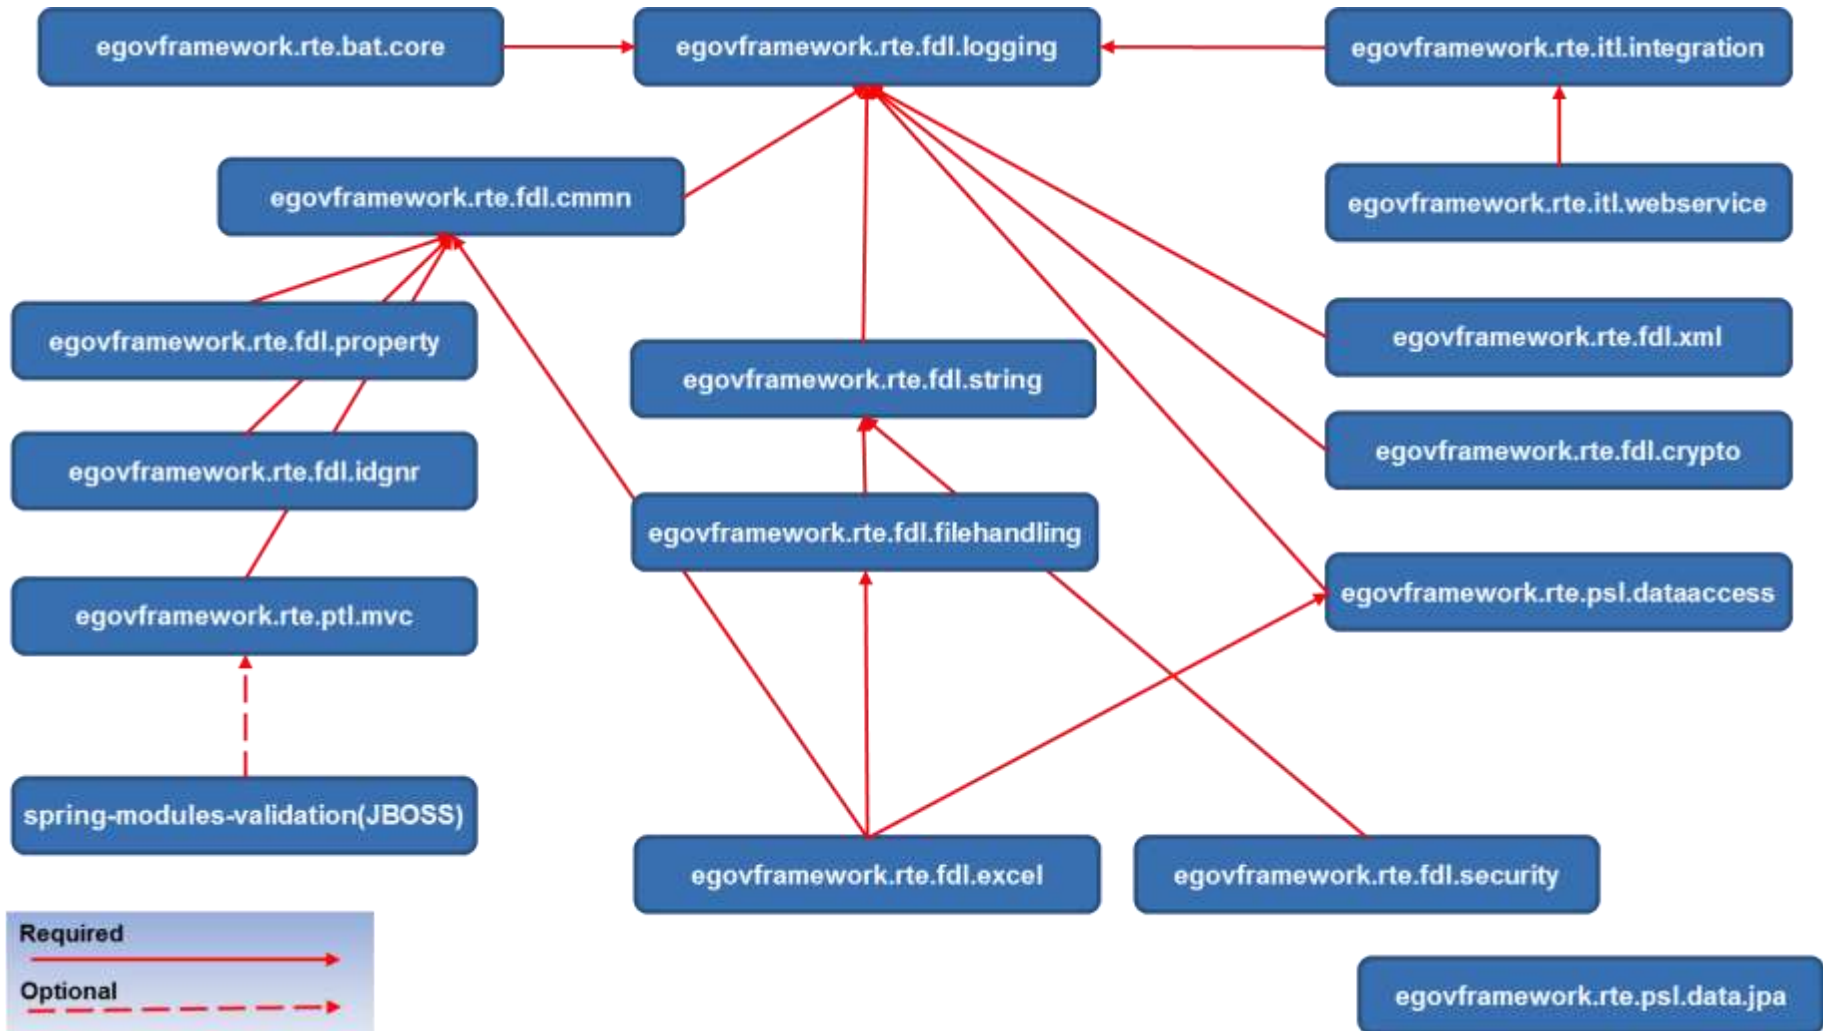 egovframework.rte.bat.core
egovframework.rte.fdl.logging
egovframework.rte.itl.integration
egovframework.rte.fdl.cmmn
egovframework.rte.itl.webservice
egovframework.rte.fdl.property
egovframework.rte.fdl.string
egovframework.rte.fdl.xml
egovframework.rte.fdl.idgnr
egovframework.rte.fdl.crypto
egovframework.rte.fdl.filehandling
egovframework.rte.ptl.mvc
egovframework.rte.psl.dataaccess
spring-modules-validation(JBOSS)
egovframework.rte.fdl.excel
egovframework.rte.fdl.security
Required
Optional
egovframework.rte.psl.data.jpa